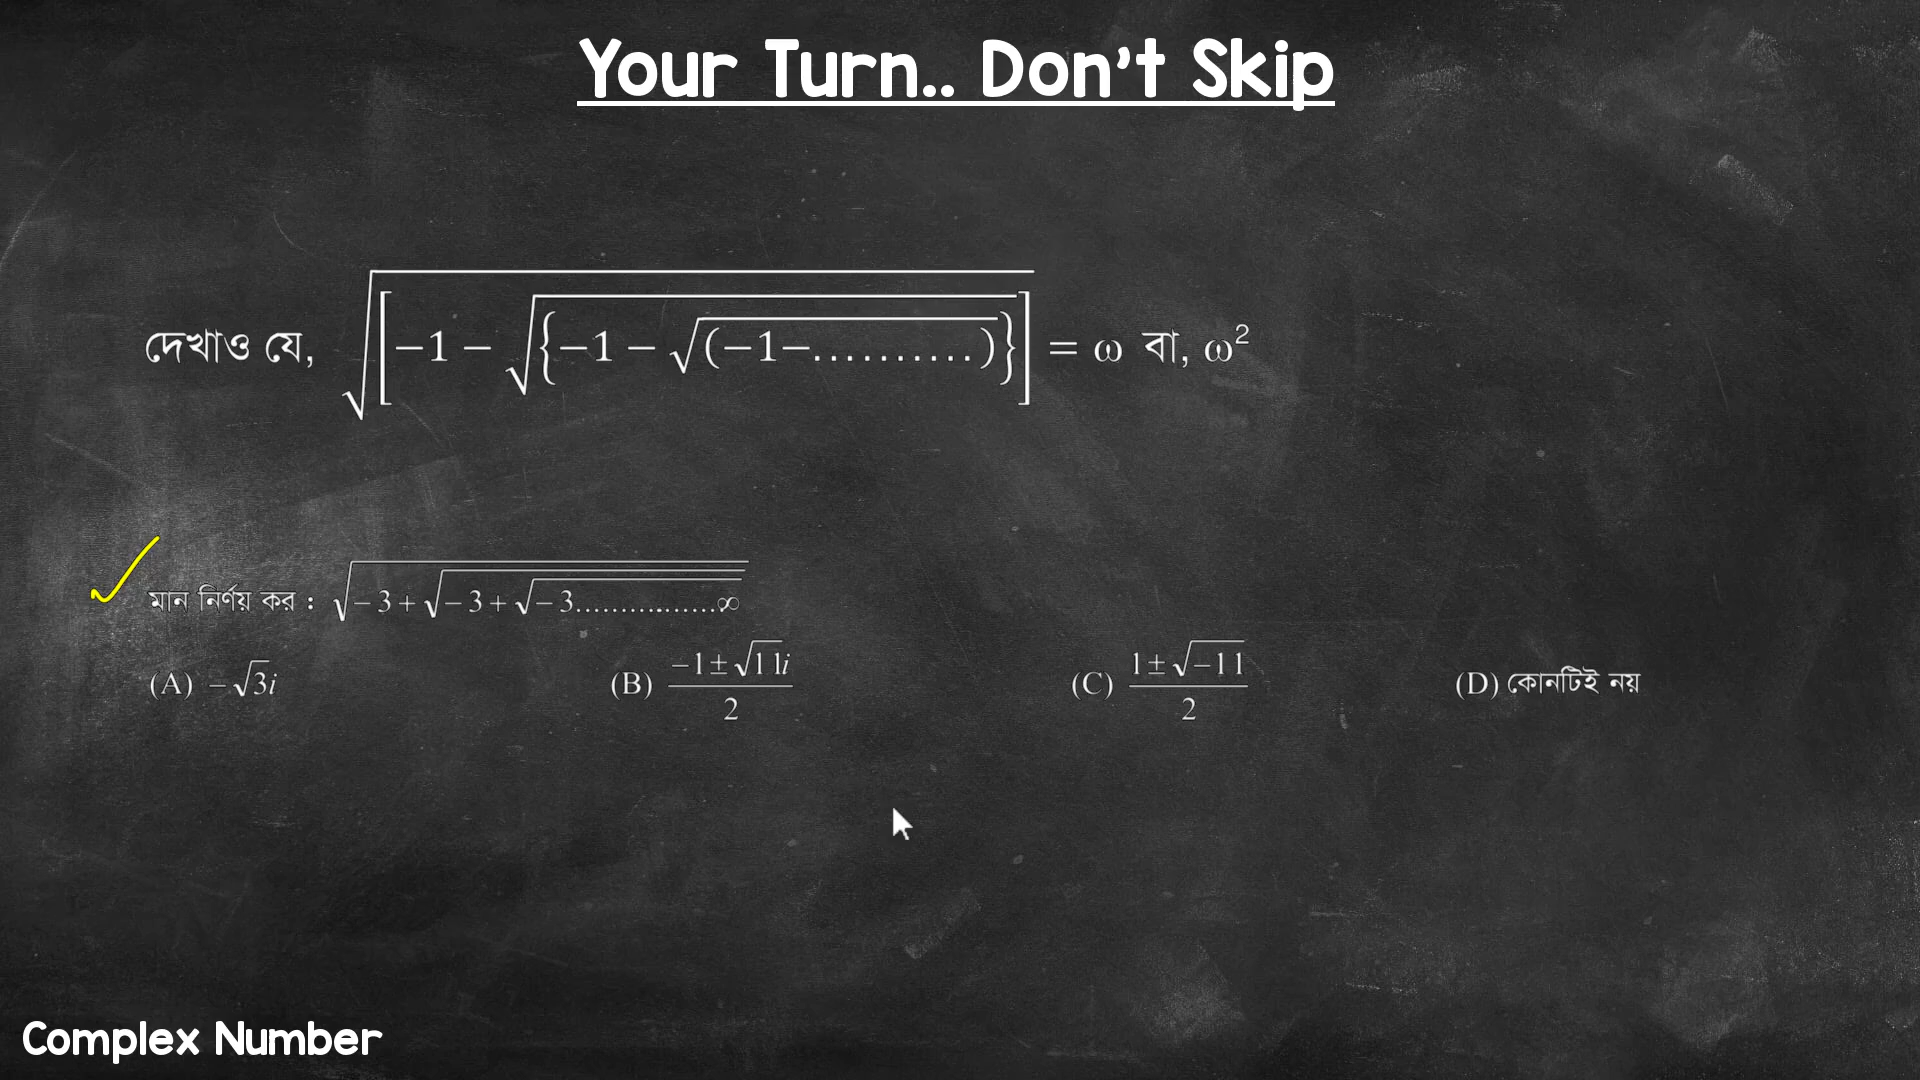 Your Turn.. Don't Skip
দেখাও যে, √[−1 − √{−1 − √(−1−..........)}] = ω বা, ω²
মান নির্ণয় কর : √−3 + √−3 + √−3..................∞
(A) −√3i (B) (−1 ± √11i)/2 (C) (1 ± √−11)/2 (D) কোনটিই নয়
Complex Number